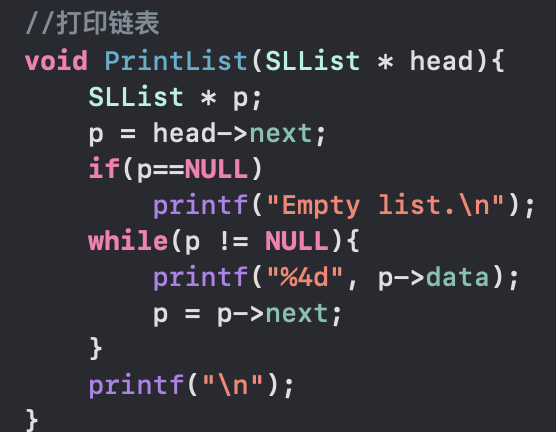 //打印链表
void PrintList(SLList * head){
    SLList * p;
    p = head->next;
    if(p==NULL)
        printf("Empty list.\n");
    while(p != NULL){
        printf("%4d", p->data);
        p = p->next;
    }
    printf("\n");
}